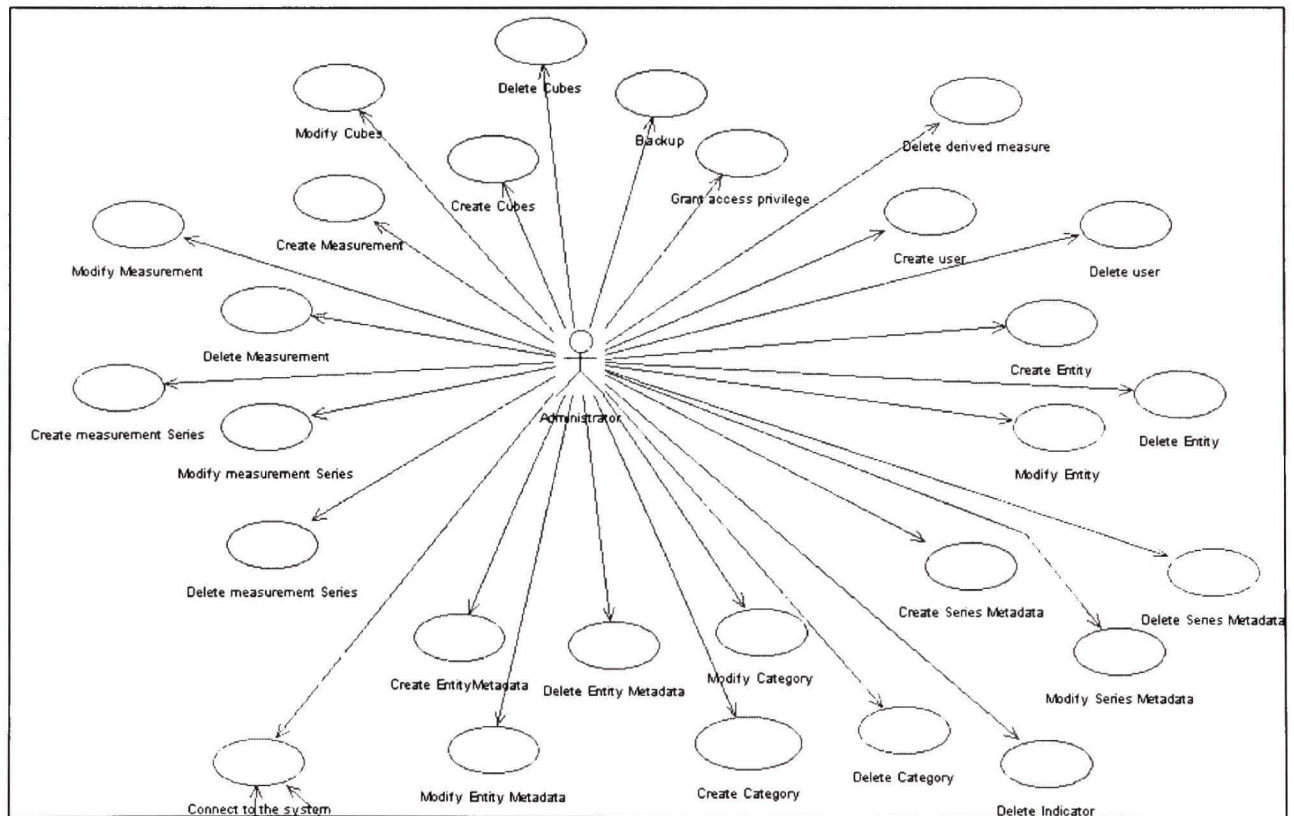 Delete Cubes
Modify Cubes
Backup
Delete derived measure
Create Cubes
Grant access privilege
Create Measurement
Create user
Modify Measurement
Delete user
Delete Measurement
Create Entity
Administrator
Create measurement Series
Delete Entity
Modify measurement Series
Modify Entity
Delete measurement Series
Create Series Metadata
Delete Series Metadata
Create EntityMetadata
Delete Entity Metadata
Modify Category
Modify Series Metadata
Connect to the system
Modify Entity Metadata
Create Category
Delete Category
Delete Indicator